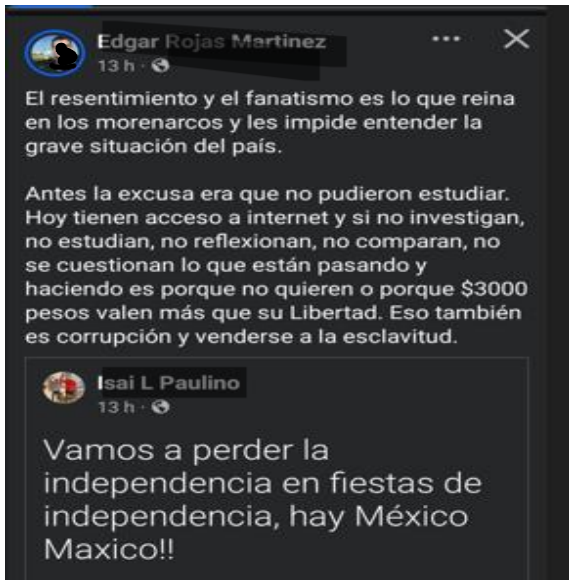 Edgar Rojas Martinez
13 h ·
El resentimiento y el fanatismo es lo que reina
en los morenarcos y les impide entender la
grave situación del país.
Antes la excusa era que no pudieron estudiar.
Hoy tienen acceso a internet y si no investigan,
no estudian, no reflexionan, no comparan, no
se cuestionan lo que están pasando y
haciendo es porque no quieren o porque $3000
pesos valen más que su Libertad. Eso también
es corrupción y venderse a la esclavitud.
Isai L Paulino
13 h ·
Vamos a perder la
independencia en fiestas de
independencia, hay México
Maxico!!